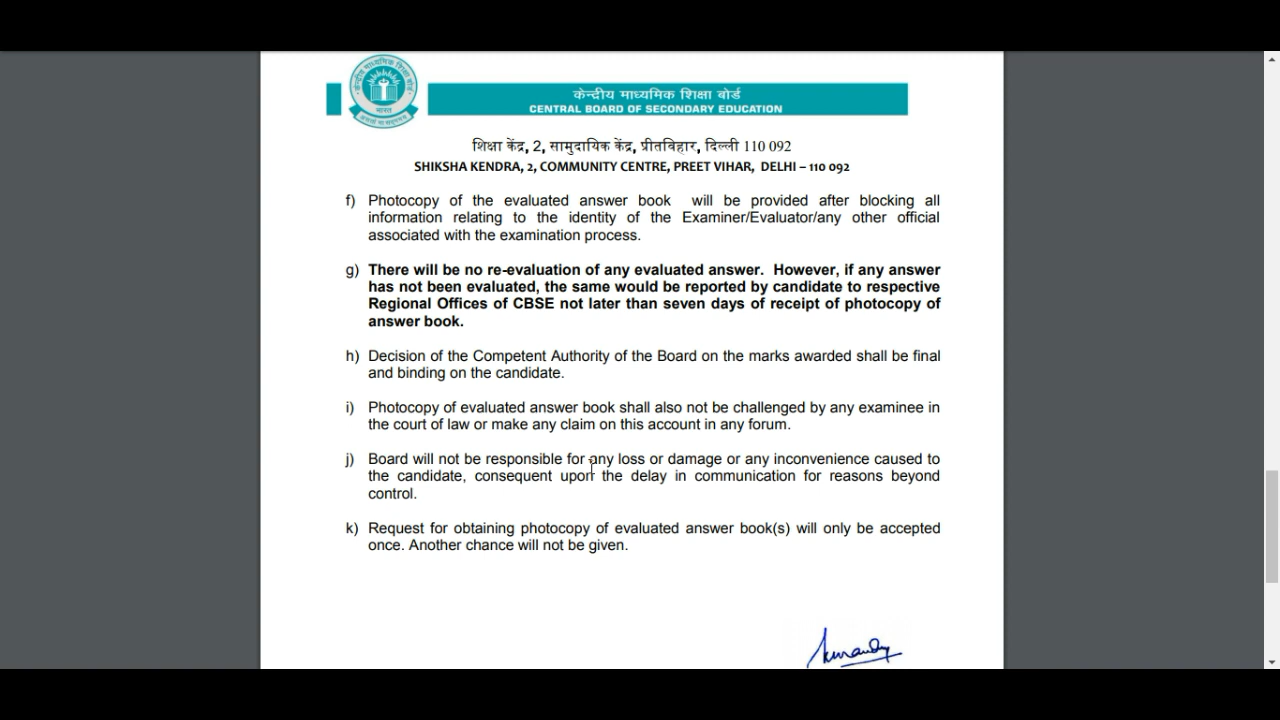 केन्द्रीय माध्यमिक शिक्षा बोर्ड
CENTRAL BOARD OF SECONDARY EDUCATION
शिक्षा केंद्र, 2, सामुदायिक केंद्र, प्रीतविहार, दिल्ली 110 092
SHIKSHA KENDRA, 2, COMMUNITY CENTRE, PREET VIHAR, DELHI – 110 092
f) Photocopy of the evaluated answer book will be provided after blocking all
information relating to the identity of the Examiner/Evaluator/any other official
associated with the examination process.
g) There will be no re-evaluation of any evaluated answer. However, if any answer
has not been evaluated, the same would be reported by candidate to respective
Regional Offices of CBSE not later than seven days of receipt of photocopy of
answer book.
h) Decision of the Competent Authority of the Board on the marks awarded shall be final
and binding on the candidate.
i) Photocopy of evaluated answer book shall also not be challenged by any examinee in
the court of law or make any claim on this account in any forum.
j) Board will not be responsible for any loss or damage or any inconvenience caused to
the candidate, consequent upon the delay in communication for reasons beyond
control.
k) Request for obtaining photocopy of evaluated answer book(s) will only be accepted
once. Another chance will not be given.